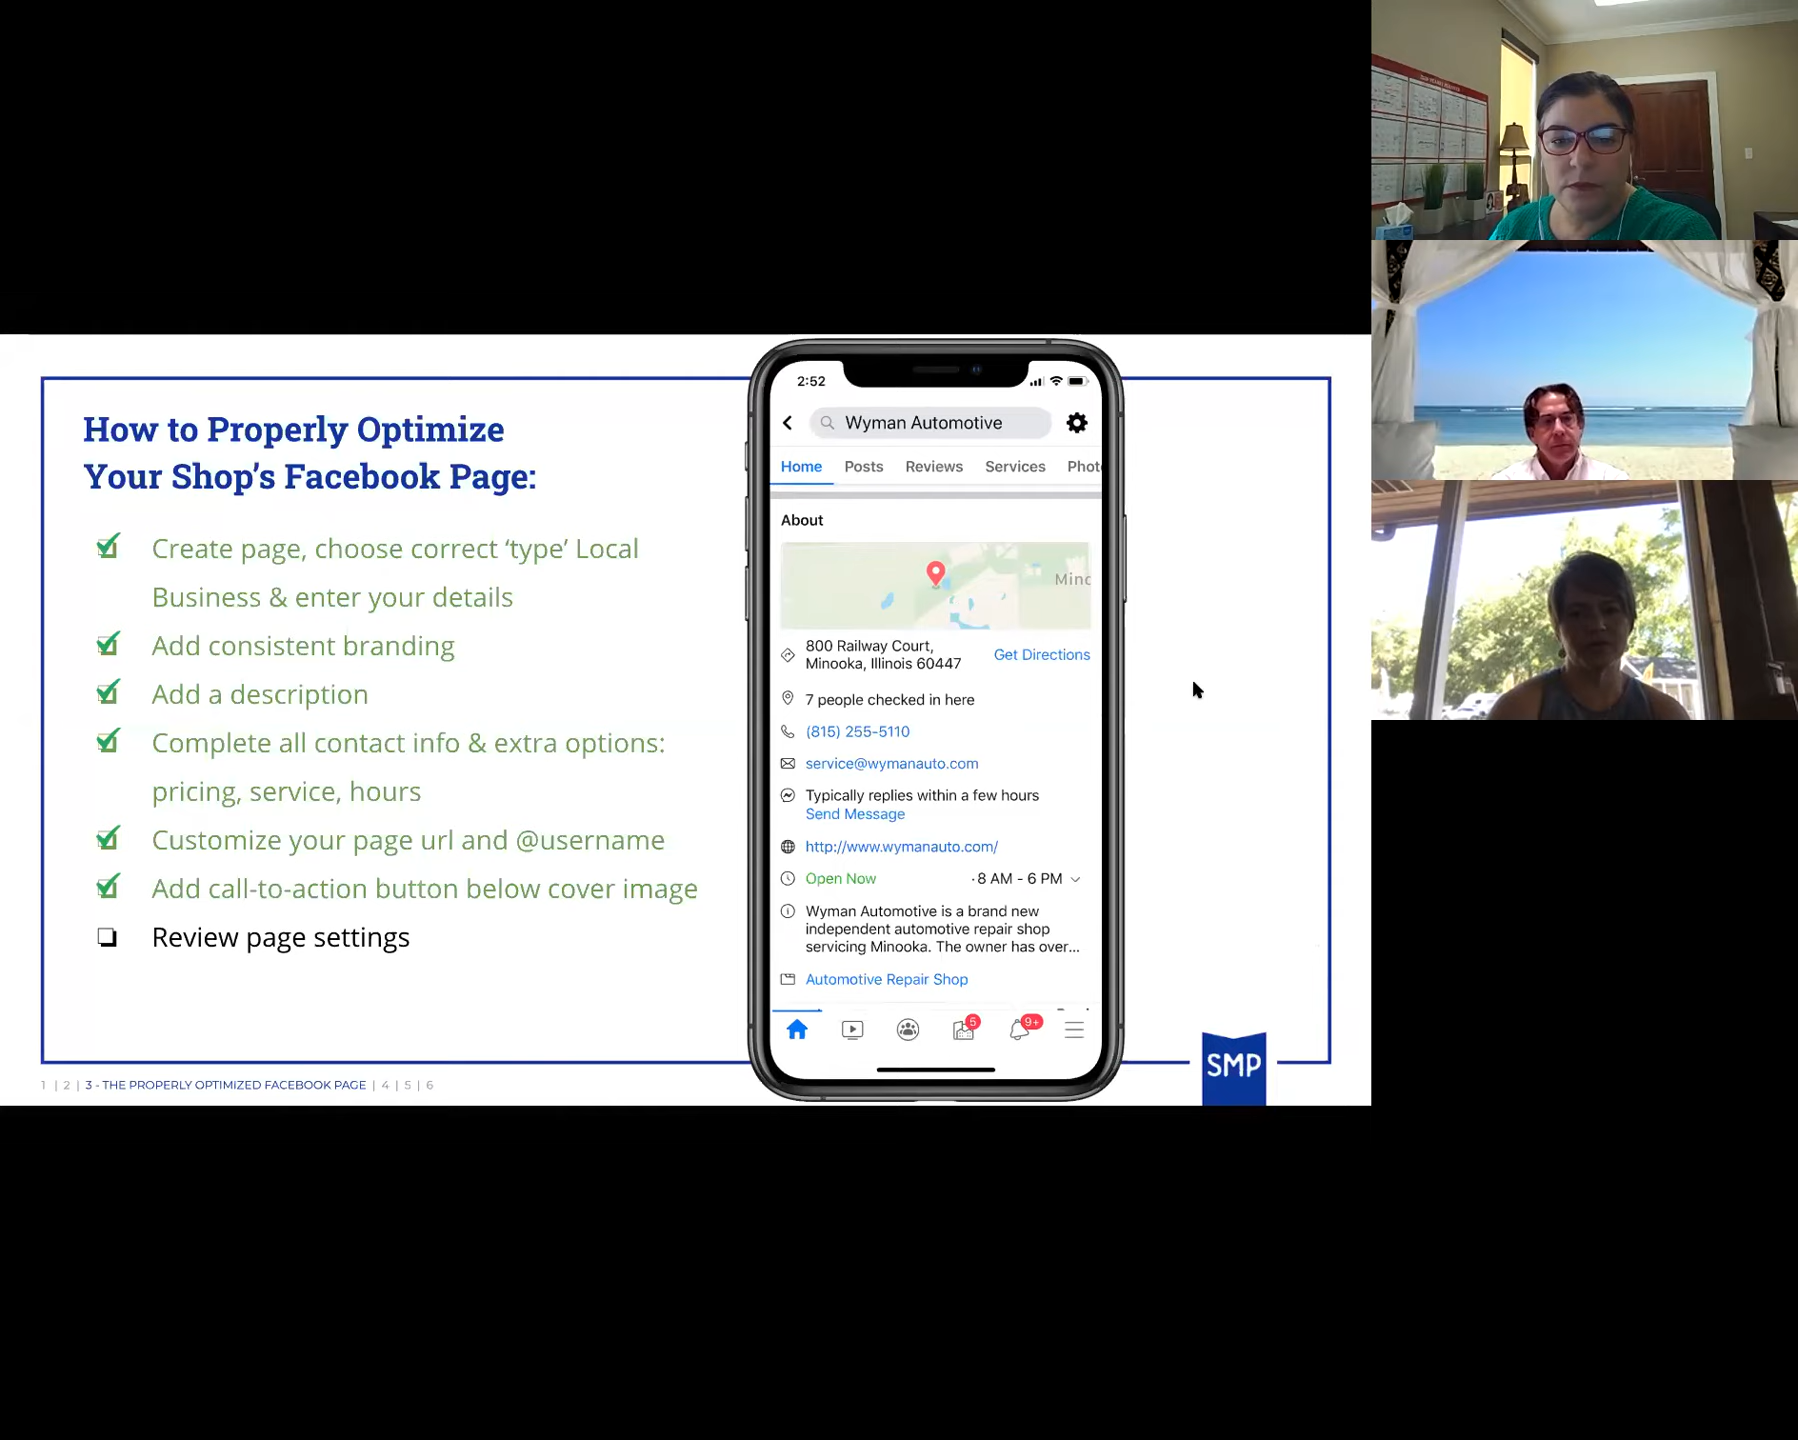 How to Properly Optimize
Your Shop's Facebook Page:
Create page, choose correct ‘type’ Local
Business & enter your details
Add consistent branding
Add a description
Complete all contact info & extra options:
pricing, service, hours
Customize your page url and @username
Add call-to-action button below cover image
Review page settings
1 | 2 | 3 - THE PROPERLY OPTIMIZED FACEBOOK PAGE | 4 | 5 | 6
2:52
Wyman Automotive
Home Posts Reviews Services Phot
About
Minc
800 Railway Court,
Minooka, Illinois 60447
Get Directions
7 people checked in here
(815) 255-5110
service@wymanauto.com
Typically replies within a few hours
Send Message
http://www.wymanauto.com/
Open Now · 8 AM - 6 PM
Wyman Automotive is a brand new
independent automotive repair shop
servicing Minooka. The owner has over...
Automotive Repair Shop
5
9+
SMP